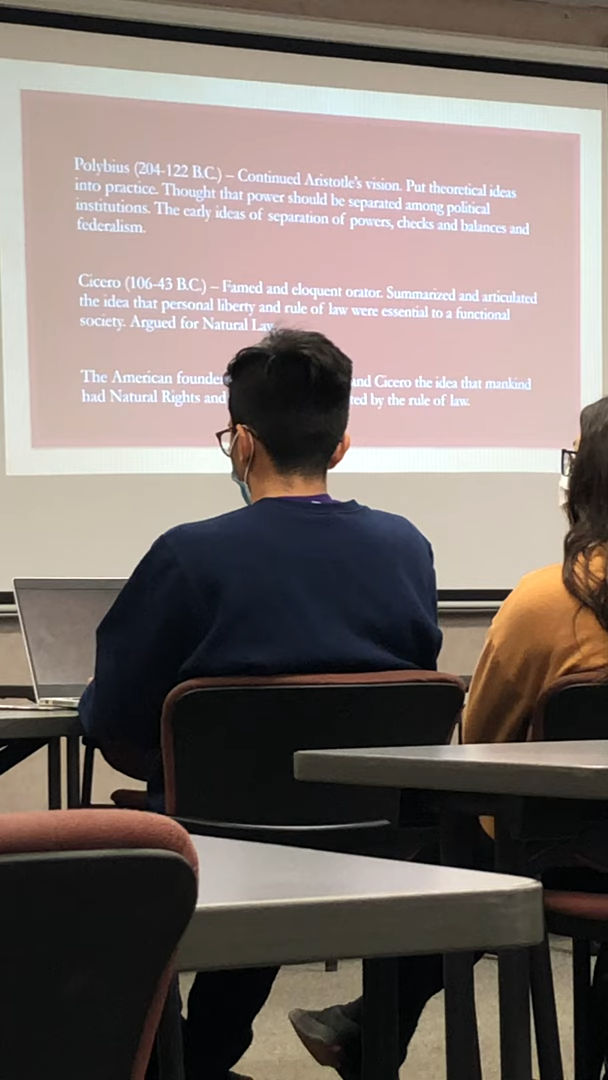 Polybius (204-122 B.C.) – Continued Aristotle's vision. Put theoretical ideas
into practice. Thought that power should be separated among political
institutions. The early ideas of separation of powers, checks and balances and
federalism.
Cicero (106-43 B.C.) – Famed and eloquent orator. Summarized and articulated
the idea that personal liberty and rule of law were essential to a functional
society. Argued for Natural Law
The American founde and Cicero the idea that mankind
had Natural Rights and ted by the rule of law.